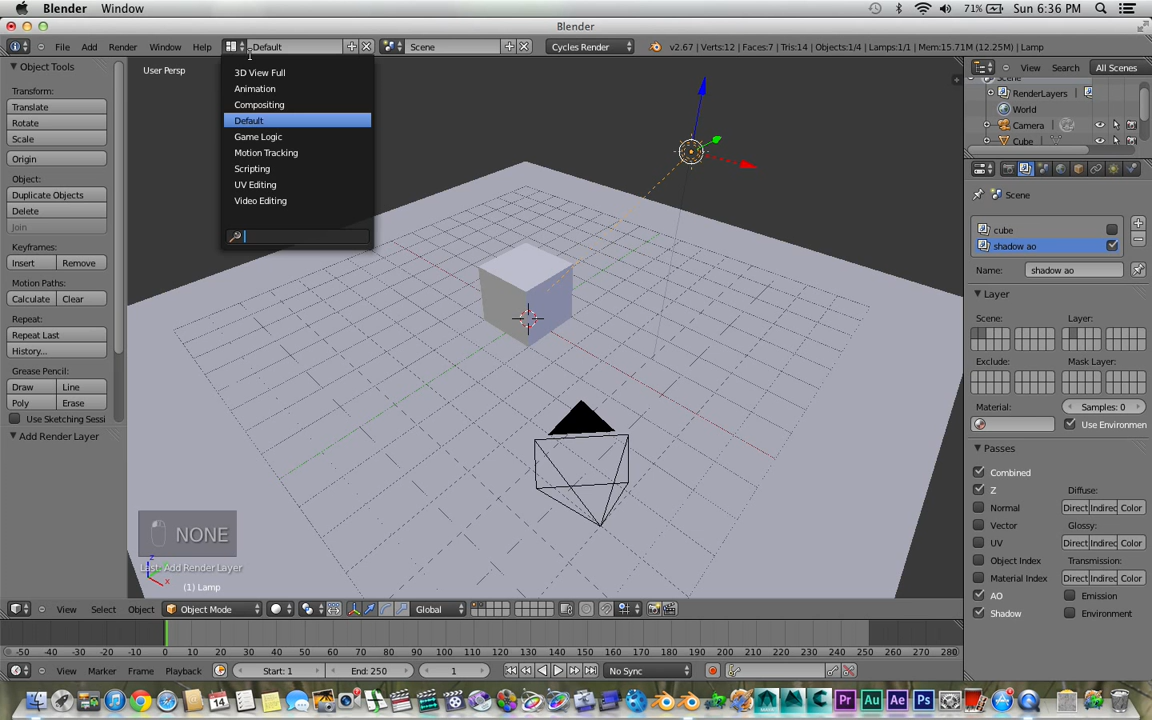 Blender Window 71% Sun 6:36 PM
Blender
File Add Render Window Help Default Scene Cycles Render v2.67 | Verts:12 | Faces:7 | Tris:14 | Objects:1/4 | Lamps:1/1 | Mem:15.71M (12.25M) | Lamp
Object Tools
Transform:
Translate
Rotate
Scale
Origin
Object:
Duplicate Objects
Delete
Join
Keyframes:
Insert Remove
Motion Paths:
Calculate Clear
Repeat:
Repeat Last
History...
Grease Pencil:
Draw Line
Poly Erase
Use Sketching Sessi
Add Render Layer
User Persp
3D View Full
Animation
Compositing
Default
Game Logic
Motion Tracking
Scripting
UV Editing
Video Editing
NONE
Last: Add Render Layer
z
x
(1) Lamp
View Search All Scenes
Scene
RenderLayers
World
Camera
Cube
Scene
cube
shadow ao
Name: shadow ao
Layer
Scene: Layer:
Exclude: Mask Layer:
Material: Samples: 0
Use Environmen
Passes
Combined
Z Diffuse:
Normal Direct Indirec Color
Vector Glossy:
UV Direct Indirec Color
Object Index Transmission:
Material Index Direct Indirec Color
AO Emission
Shadow Environment
View Select Object Object Mode Global
-50 -40 -30 -20 -10 0 10 20 30 40 50 60 70 80 90 100 110 120 130 140 150 160 170 180 190 200 210 220 230 240 250 260 270 280
View Marker Frame Playback Start: 1 End: 250 1 No Sync
14 Pr Au Ae Ps